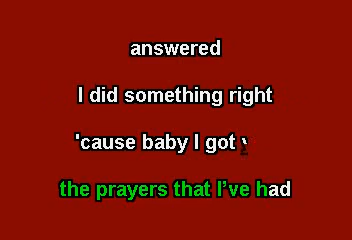 answered
I did something right
'cause baby I got
the prayers that I've had